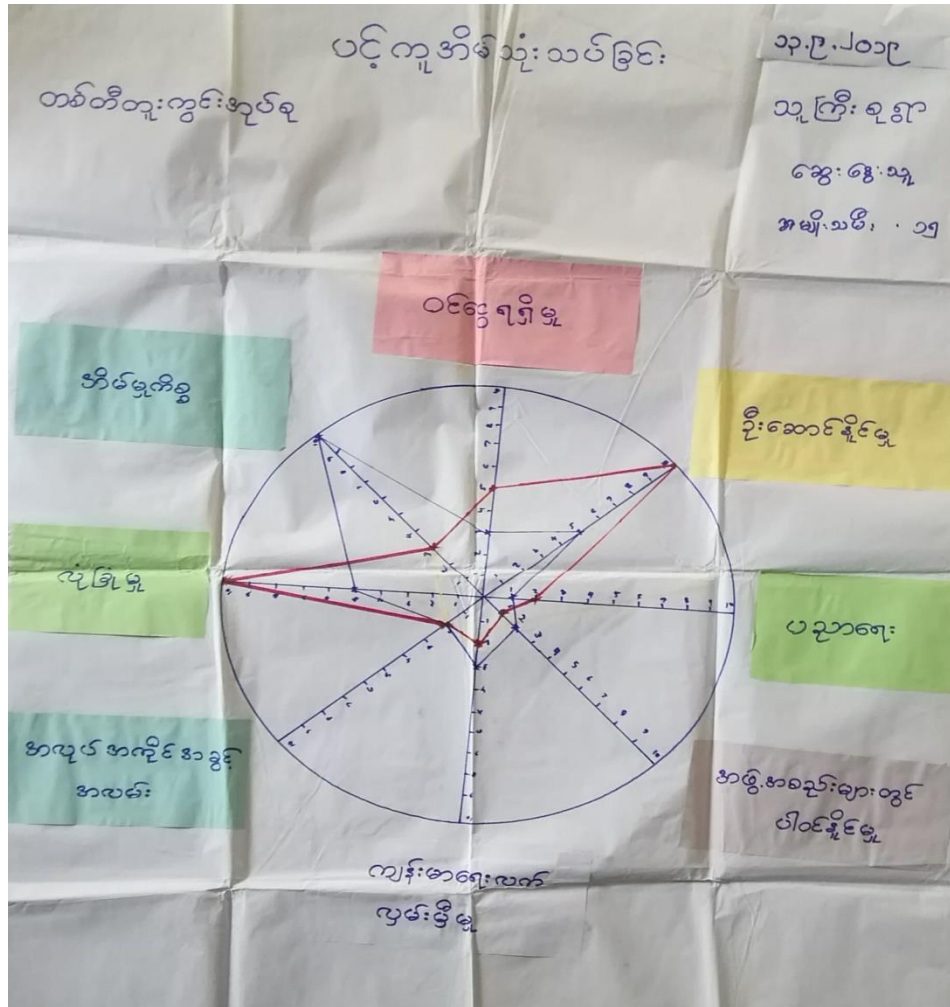 ပင့်ကူအိမ်သုံးသပ်ခြင်း
၁၃.၉.၂၀၁၉
တစ်တီတူးကွင်းအုပ်စု
သူကြီးစုရွာ
ဆွေးနွေးသူ
အမျိုးသမီး - ၁၅
ဝင်ငွေရရှိမှု
အိမ်မှုကိစ္စ
ဦးဆောင်နိုင်မှု
လုံခြုံမှု
ပညာရေး
အလုပ်အကိုင်အခွင့်
အလမ်း
အဖွဲ့အစည်းများတွင်
ပါဝင်နိုင်မှု
ကျန်းမာရေးလက်
လှမ်းမှီမှု